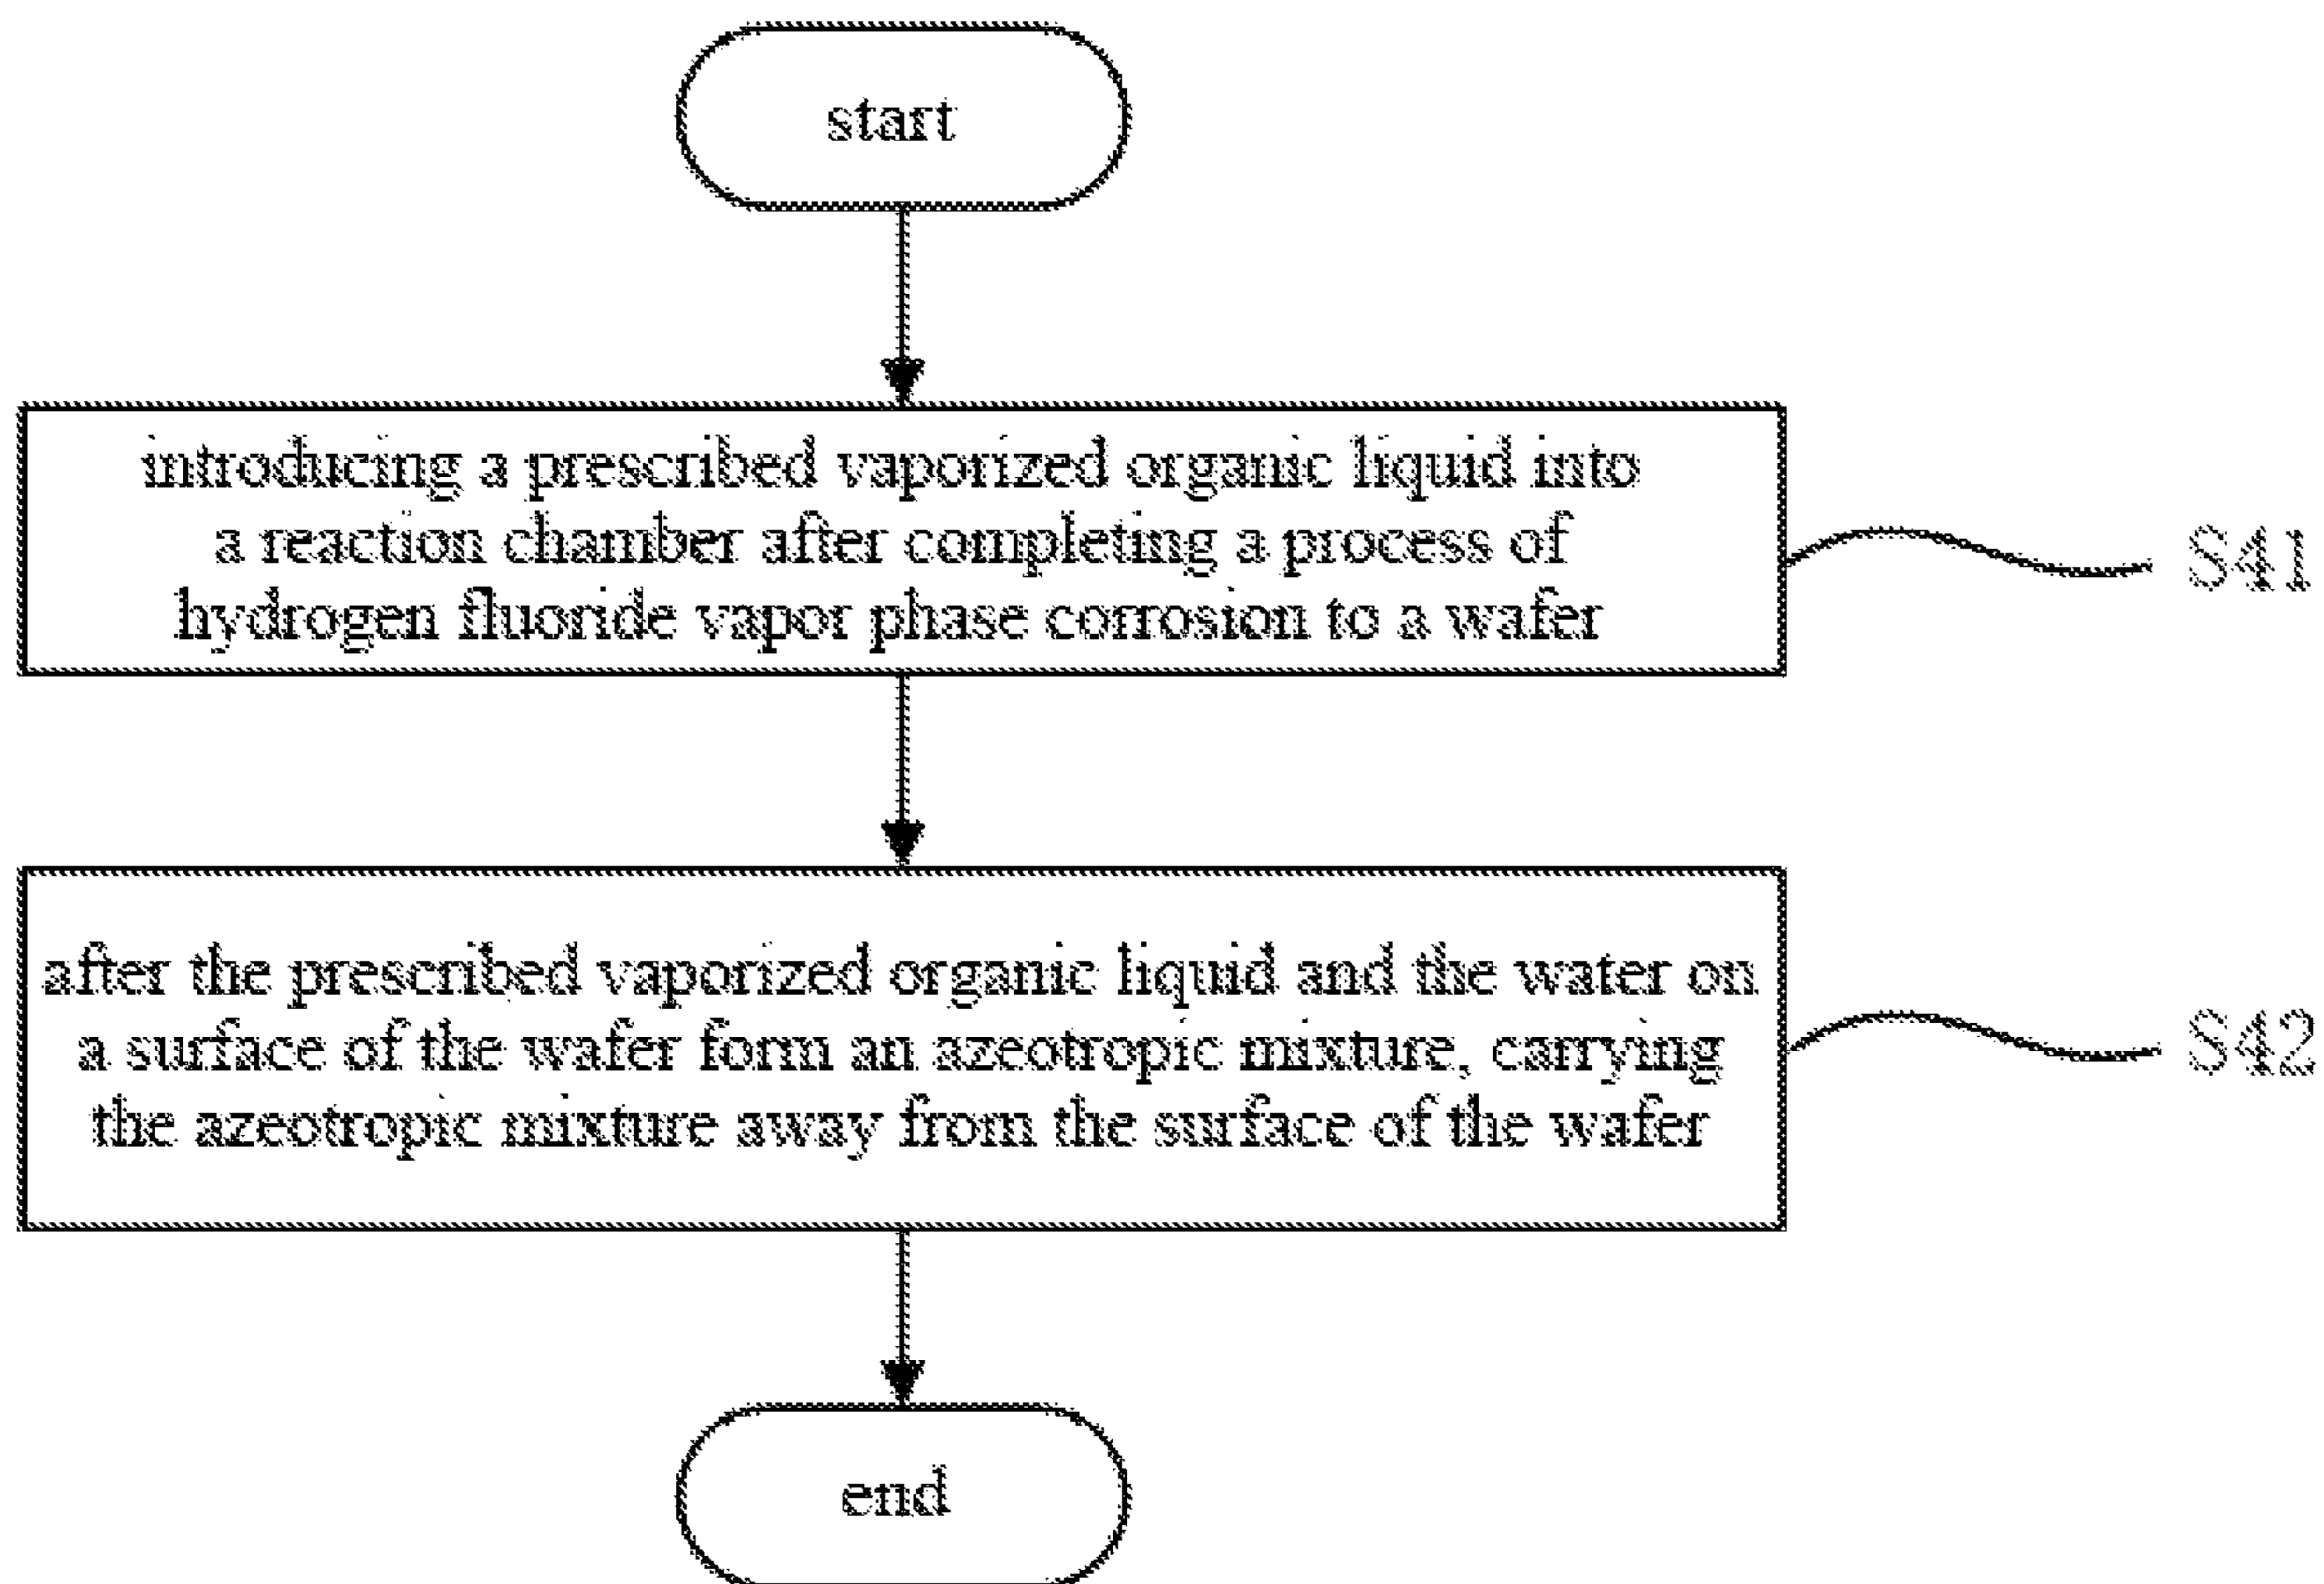 start
introducing a prescribed vaporized organic liquid into
a reaction chamber after completing a process of
hydrogen fluoride vapor phase corrosion to a wafer
S41
after the prescribed vaporized organic liquid and the water on
a surface of the wafer form an azeotropic mixture, carrying
the azeotropic mixture away from the surface of the wafer
S42
end